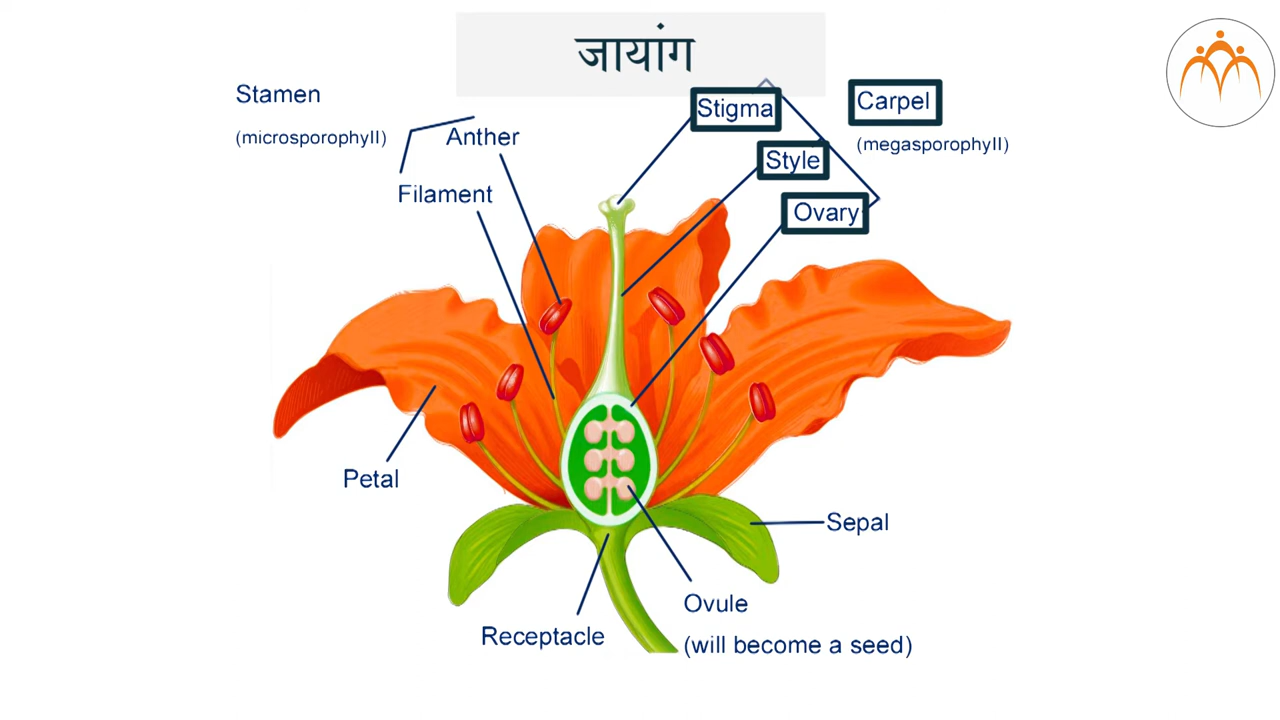 जायांग
Stamen
(microsporophyll)
Anther
Filament
Stigma
Style
Ovary
Carpel
(megasporophyll)
Petal
Sepal
Ovule
(will become a seed)
Receptacle